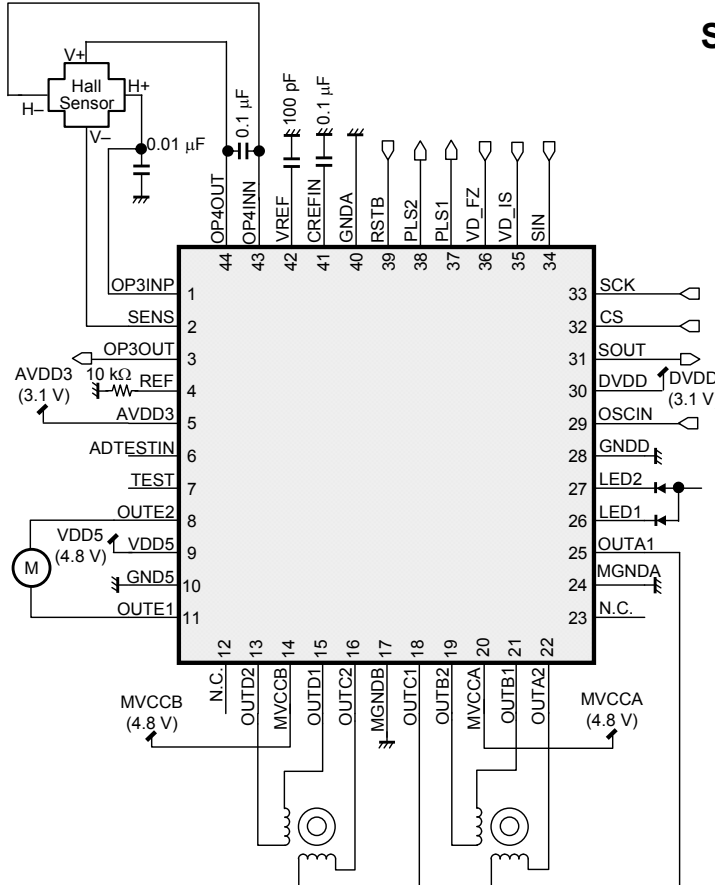 S
V+
Hall
Sensor
H+
H–
V–
0.01 µF
0.1 µF
100 pF
0.1 µF
OP4OUT
OP4INN
VREF
CREFIN
GNDA
RSTB
PLS2
PLS1
VD_FZ
VD_IS
SIN
44
43
42
41
40
39
38
37
36
35
34
OP3INP
1
SENS
2
OP3OUT
3
10 kΩ
REF
4
AVDD3
(3.1 V)
AVDD3
5
ADTESTIN
6
TEST
7
OUTE2
8
VDD5
(4.8 V)
VDD5
9
M
GND5
10
OUTE1
11
33
SCK
32
CS
31
SOUT
30
DVDD
DVDD
(3.1 V
29
OSCIN
28
GNDD
27
LED2
26
LED1
25
OUTA1
24
MGNDA
23
N.C.
12
13
14
15
16
17
18
19
20
21
22
N.C.
OUTD2
MVCCB
OUTD1
OUTC2
MGNDB
OUTC1
OUTB2
MVCCA
OUTB1
OUTA2
MVCCB
(4.8 V)
MVCCA
(4.8 V)